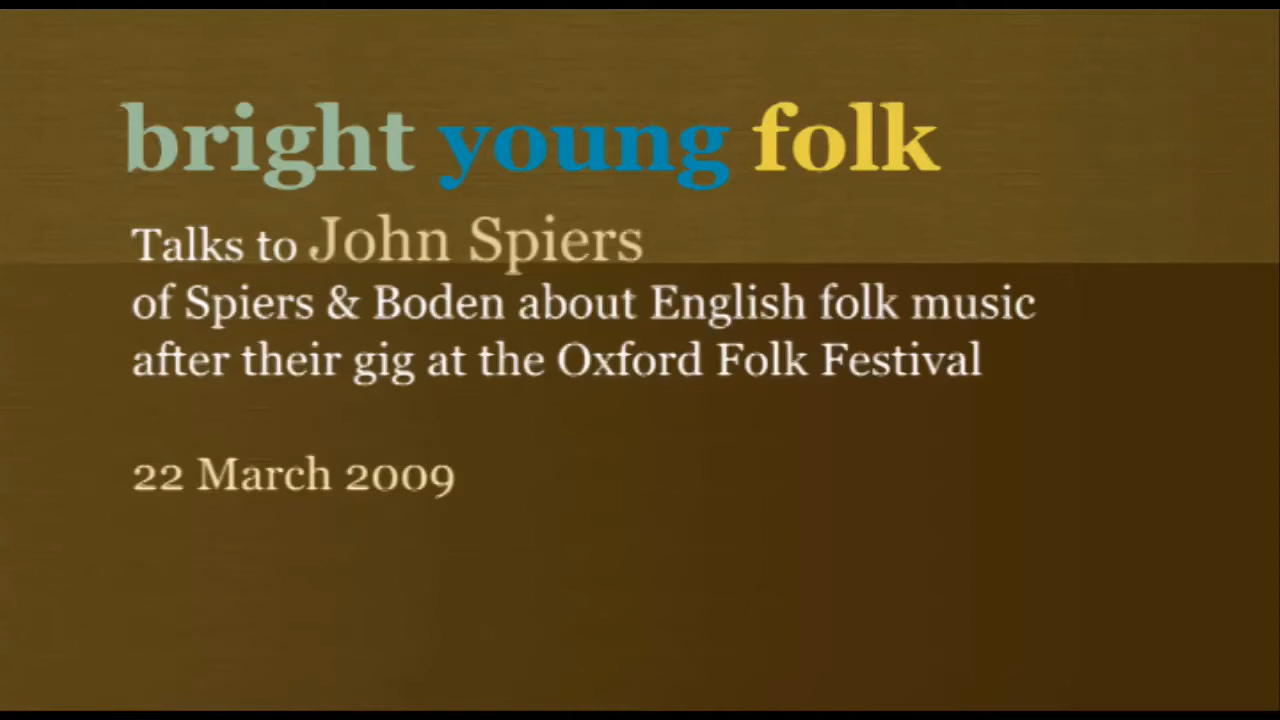 bright young folk
Talks to John Spiers
of Spiers & Boden about English folk music
after their gig at the Oxford Folk Festival
22 March 2009